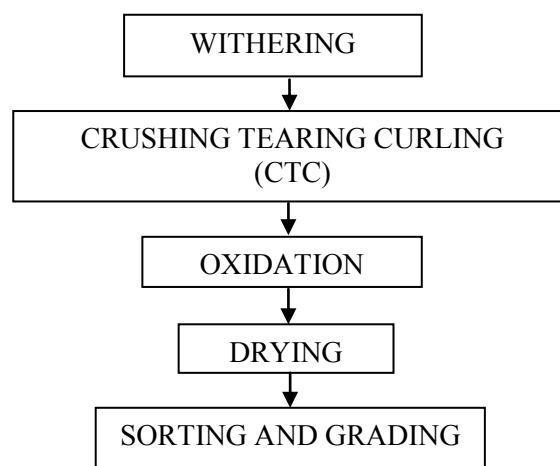 WITHERING
CRUSHING TEARING CURLING
(CTC)
OXIDATION
DRYING
SORTING AND GRADING